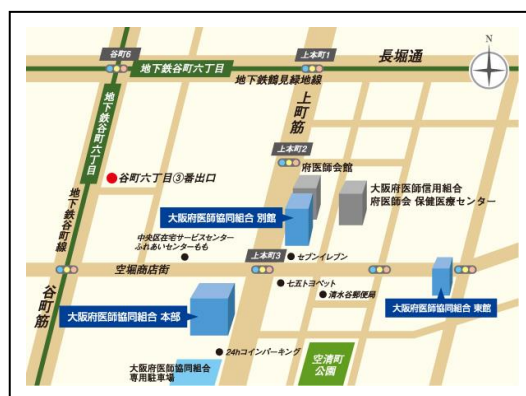 谷町6
上本町1
長堀通
N
地下鉄谷町六丁目
地下鉄鶴見緑地線
地下鉄谷町六丁目
上町筋
上本町2
府医師会館
谷町六丁目③番出口
大阪府医師信用組合
府医師会 保健医療センター
大阪府医師協同組合 別館
地下鉄谷町線
中央区在宅サービスセンター
ふれあいセンターもも
上本町3
セブンイレブン
空堀商店街
七五トヨペット
清水谷郵便局
谷町筋
大阪府医師協同組合 本部
大阪府医師協同組合 東館
24hコインパーキング
大阪府医師協同組合
専用駐車場
空清町
公園